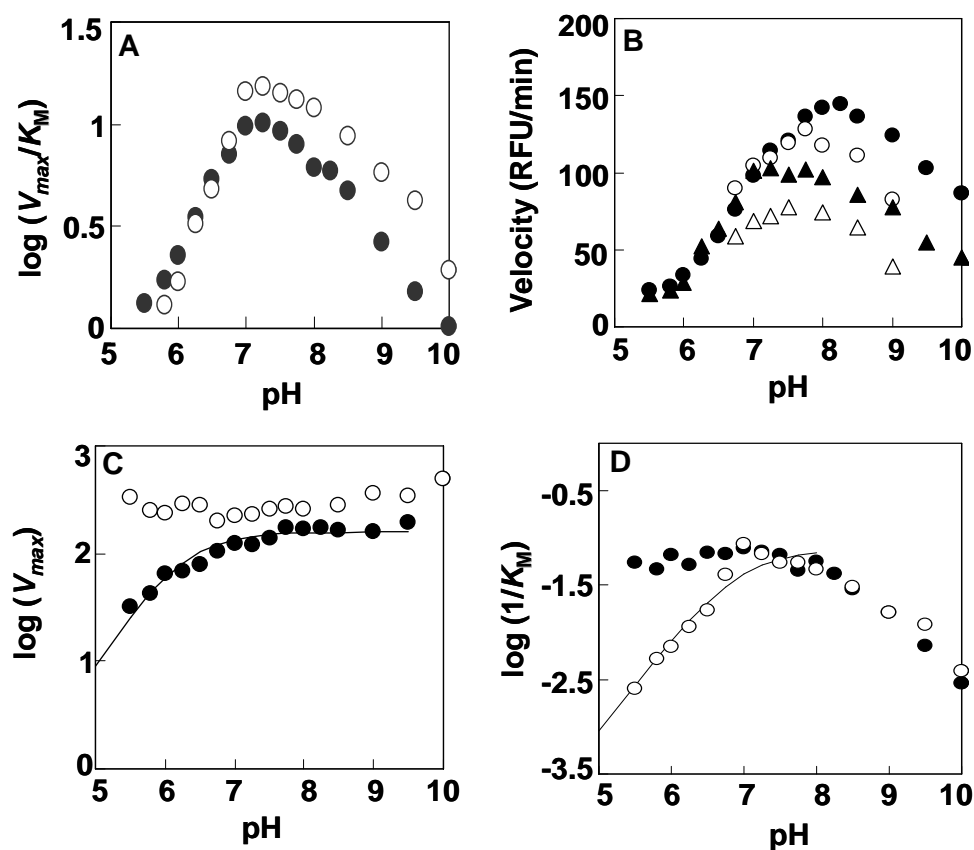 A
log (Vmax/KM)
1.5
1
0.5
0
5 6 7 8 9 10
pH
B
Velocity (RFU/min)
200
150
100
50
0
5 6 7 8 9 10
pH
C
log (Vmax)
3
2
1
0
5 6 7 8 9 10
pH
D
log (1/KM)
-0.5
-1.5
-2.5
-3.5
5 6 7 8 9 10
pH